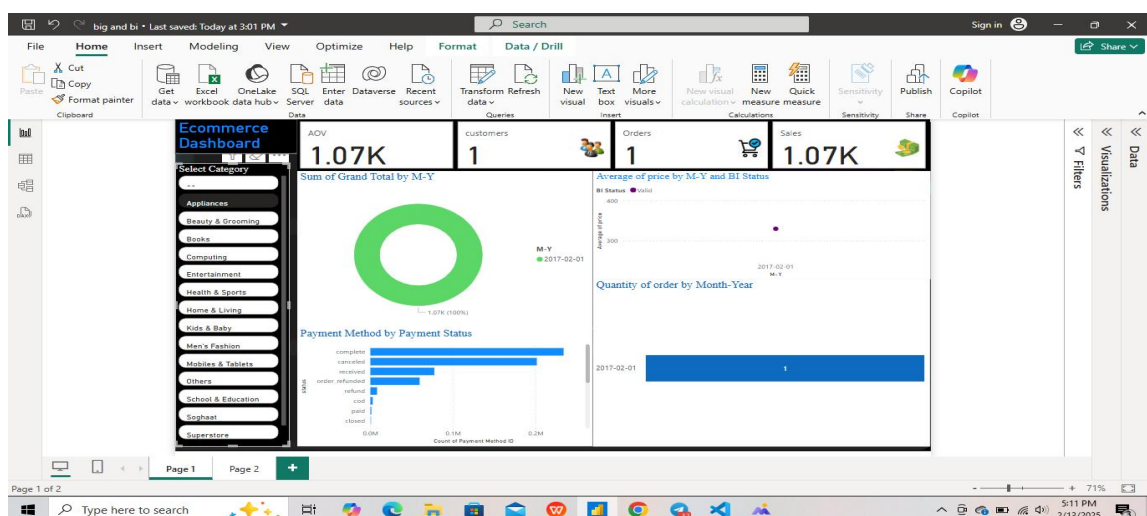 big and bi • Last saved: Today at 3:01 PM
Search
Sign in
File Home Insert Modeling View Optimize Help Format Data / Drill
Share
Paste
Cut
Copy
Format painter
Clipboard
Get data
Excel workbook
OneLake data hub
SQL Server
Enter data
Dataverse
Recent sources
Data
Transform data
Refresh
Queries
New visual
Text box
More visuals
Insert
New visual calculation
New measure
Quick measure
Calculations
Sensitivity
Sensitivity
Publish
Share
Copilot
Copilot
Ecommerce
Dashboard
AOV
1.07K
customers
1
Orders
1
Sales
1.07K
Select Category
--
Appliances
Beauty & Grooming
Books
Computing
Entertainment
Health & Sports
Home & Living
Kids & Baby
Men's Fashion
Mobiles & Tablets
Others
School & Education
Soghaat
Superstore
Sum of Grand Total by M-Y
M-Y
2017-02-01
1.07K (100%)
Payment Method by Payment Status
status
complete
canceled
received
order_refunded
refund
cod
paid
closed
0.0M 0.1M 0.2M
Count of Payment Method ID
Average of price by M-Y and BI Status
BI Status Valid
Average of price
400
300
2017-02-01
M-Y
Quantity of order by Month-Year
2017-02-01
1
Filters
Visualizations
Data
Page 1
Page 2
Page 1 of 2
71%
Type here to search
5:11 PM